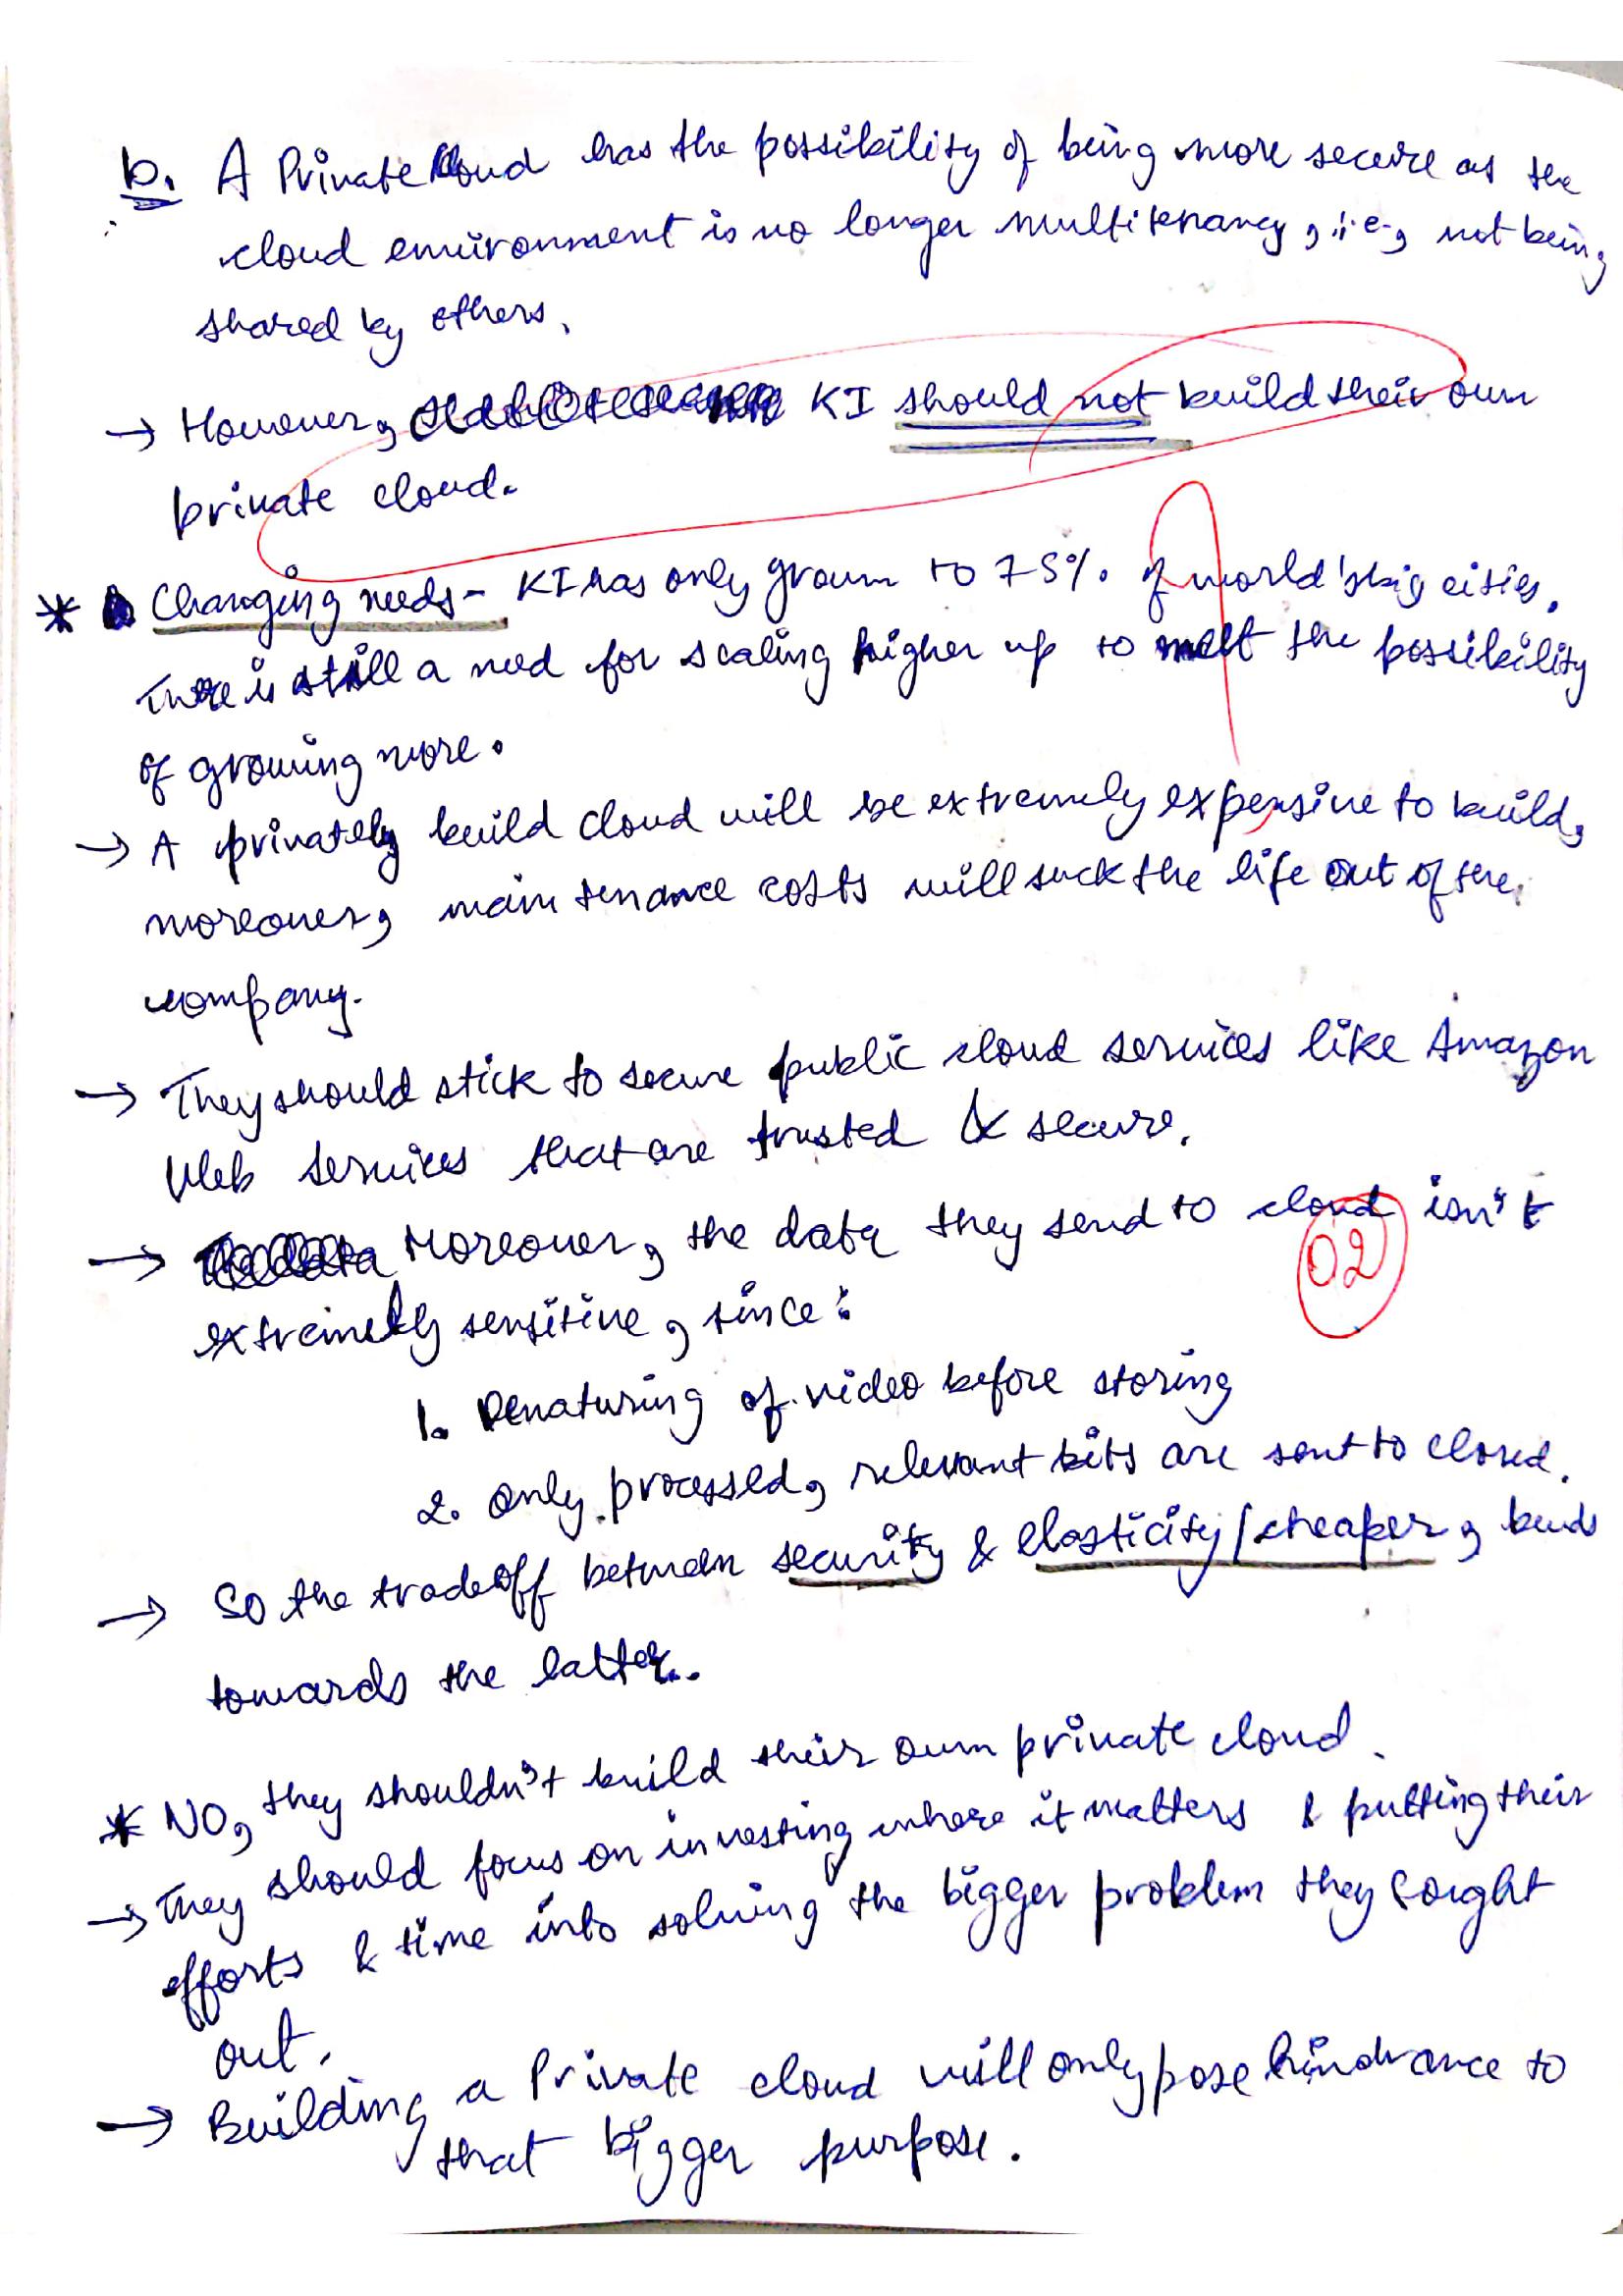 b. A Private Cloud has the possibility of being more secure as the
cloud environment is no longer multitenancy, i.e., not being
shared by others.
→ However, KI should not build their own
private cloud.
* Changing needs - KI has only grown to 75% of world's big cities.
There is still a need for scaling higher up to meet the possibility
of growing more.
→ A privately build cloud will be extremely expensive to build,
moreover, maintenance costs will suck the life out of the
company.
→ They should stick to secure public cloud services like Amazon
Web Services that are trusted & secure.
→ Moreover, the data they send to cloud isn't
02
extremely sensitive, since:
1. Denaturing of video before storing
2. Only processed, relevant bits are sent to cloud.
→ So the tradeoff between security & elasticity/cheaper, bends
towards the latter.
* NO, they shouldn't build their own private cloud.
→ They should focus on investing where it matters & putting their
efforts & time into solving the bigger problem they sought
out.
→ Building a Private cloud will only pose hindrance to
that bigger purpose.